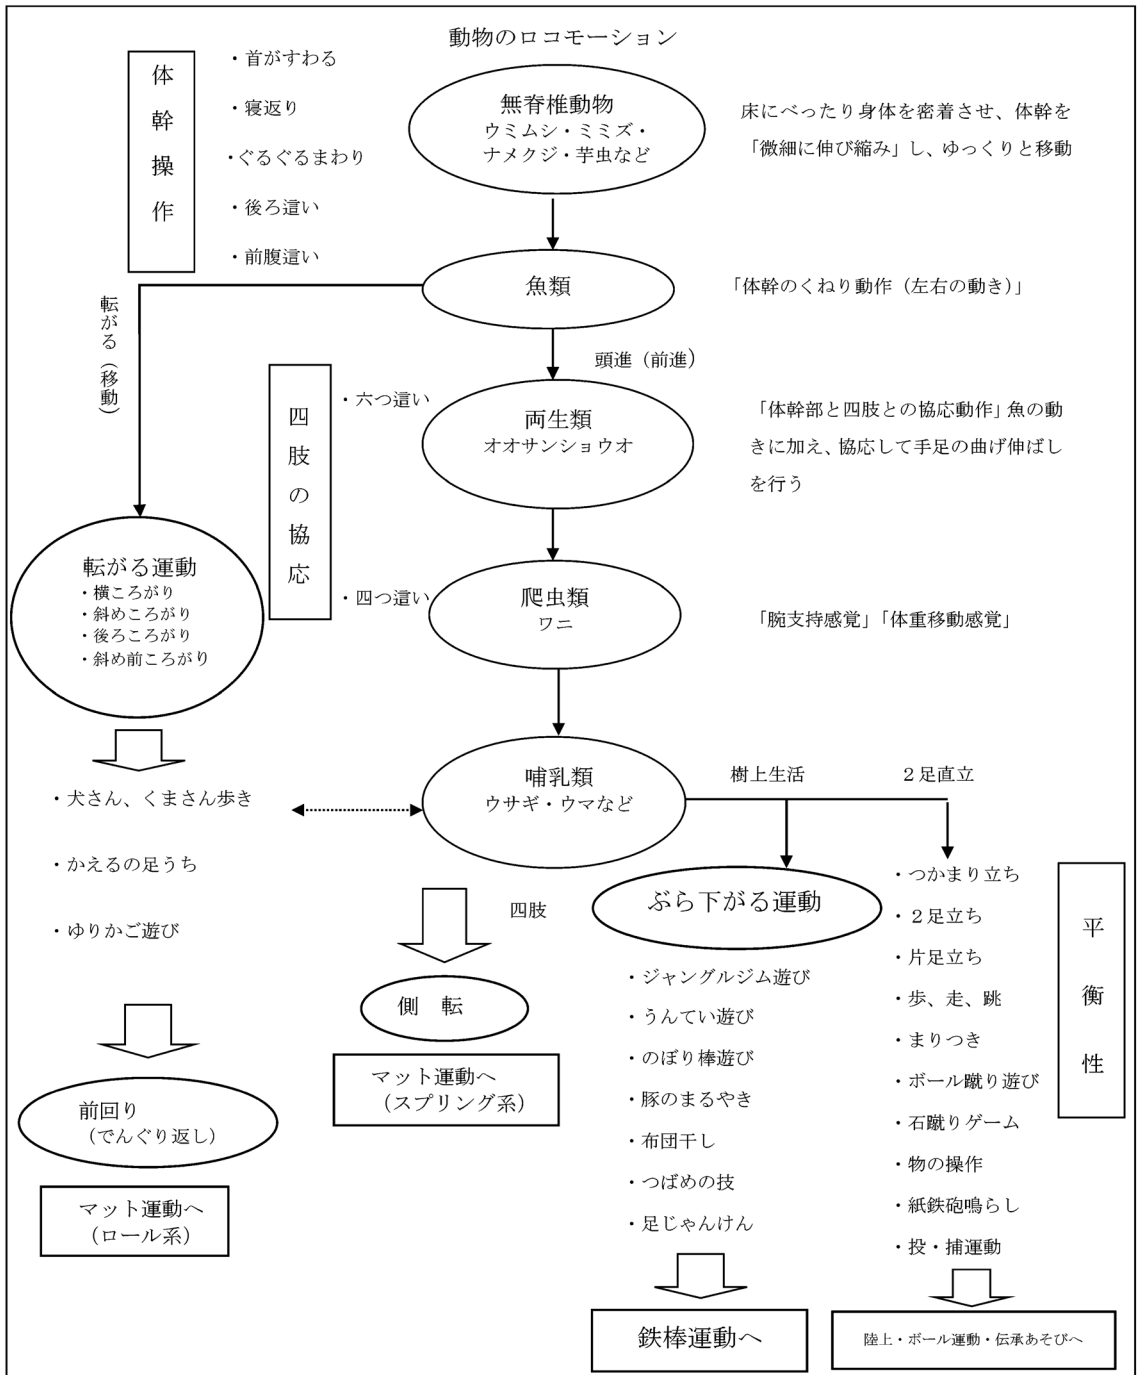 動物のロコモーション
体幹操作
・首がすわる
・寝返り
・ぐるぐるまわり
・後ろ這い
・前腹這い
無脊椎動物
ウミムシ・ミミズ・
ナメクジ・芋虫など
床にべったり身体を密着させ、体幹を
「微細に伸び縮み」し、ゆっくりと移動
魚類
「体幹のくねり動作（左右の動き）」
転がる（移動）
頭進（前進）
四肢の協応
・六つ這い
両生類
オオサンショウオ
「体幹部と四肢との協応動作」魚の動
きに加え、協応して手足の曲げ伸ばし
を行う
転がる運動
・横ころがり
・斜めころがり
・後ろころがり
・斜め前ころがり
・四つ這い
爬虫類
ワニ
「腕支持感覚」「体重移動感覚」
哺乳類
ウサギ・ウマなど
樹上生活
２足直立
・犬さん、くまさん歩き
・かえるの足うち
・ゆりかご遊び
四肢
側　転
マット運動へ
（スプリング系）
前回り
（でんぐり返し）
マット運動へ
（ロール系）
ぶら下がる運動
・ジャングルジム遊び
・うんてい遊び
・のぼり棒遊び
・豚のまるやき
・布団干し
・つばめの技
・足じゃんけん
鉄棒運動へ
・つかまり立ち
・２足立ち
・片足立ち
・歩、走、跳
・まりつき
・ボール蹴り遊び
・石蹴りゲーム
・物の操作
・紙鉄砲鳴らし
・投・捕運動
平衡性
陸上・ボール運動・伝承あそびへ